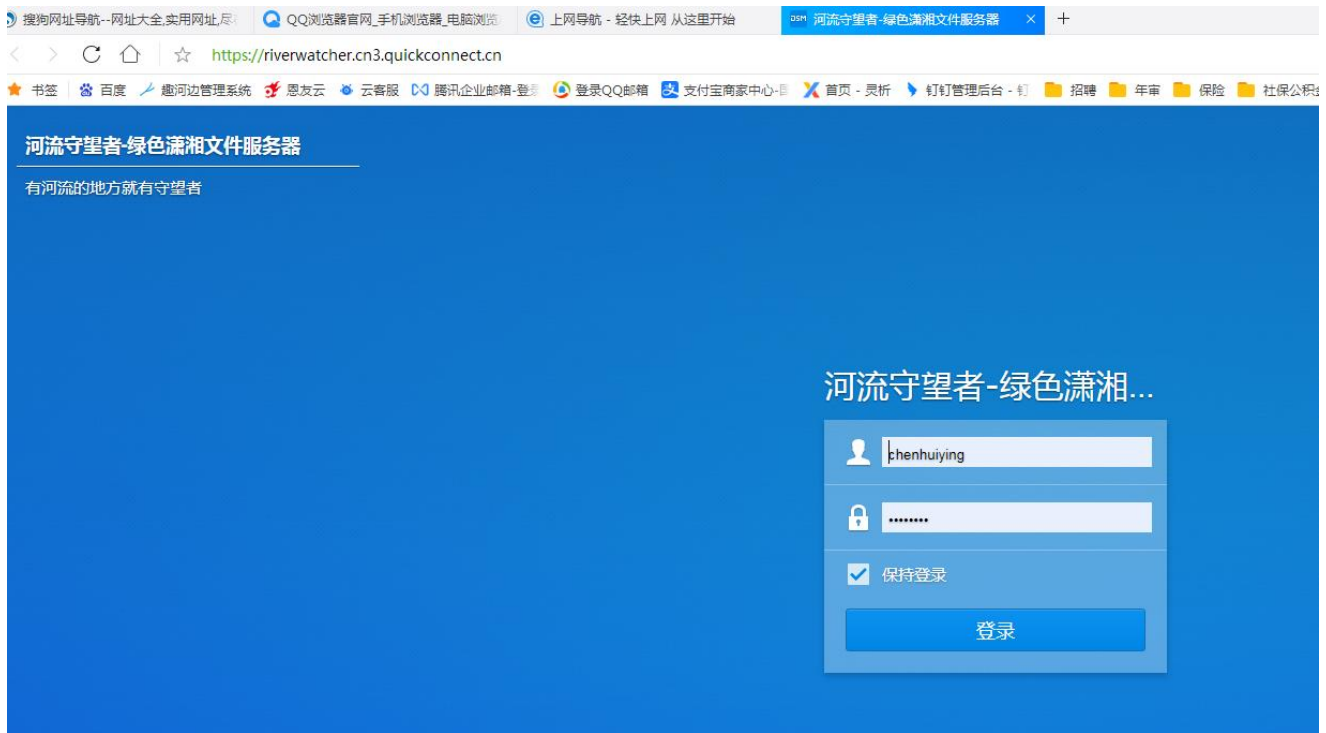 搜狗网址导航--网址大全,实用网址,尽 QQ浏览器官网_手机浏览器_电脑浏览 上网导航 - 轻快上网 从这里开始 DSM 河流守望者-绿色潇湘文件服务器
https://riverwatcher.cn3.quickconnect.cn
书签 百度 趣河边管理系统 恩友云 云客服 腾讯企业邮箱-登 登录QQ邮箱 支付宝商家中心- 首页 - 灵析 钉钉管理后台 - 钉 招聘 年审 保险 社保公积金
河流守望者-绿色潇湘文件服务器
有河流的地方就有守望者
河流守望者-绿色潇湘...
chenhuiying
••••••••
保持登录
登录